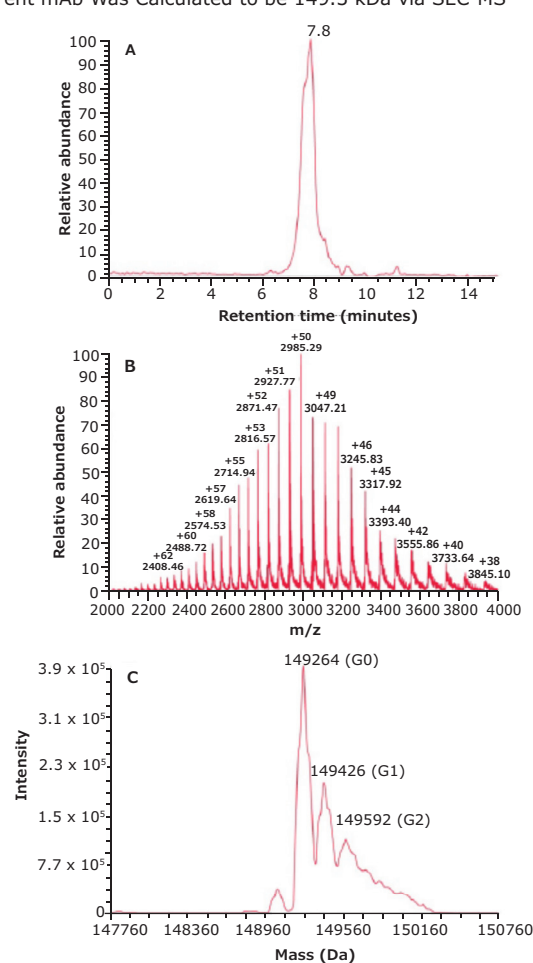 ent mAb Was Calculated to be 149.3 kDa via SEC-MS
7.8
A
100
90
80
70
60
50
40
30
20
10
0
Relative abundance
0 2 4 6 8 10 12 14
Retention time (minutes)
B
+50
2985.29
+51
2927.77
+52
2871.47
+53
2816.57
+55
2714.94
+57
2619.64
+58
2574.53
+60
2488.72
+62
2408.46
+49
3047.21
+46
3245.83
+45
3317.92
+44
3393.40
+42
3555.86
+40
3733.64
+38
3845.10
100
90
80
70
60
50
40
30
20
10
0
Relative abundance
2000 2200 2400 2600 2800 3000 3200 3400 3600 3800 4000
m/z
C
149264 (G0)
149426 (G1)
149592 (G2)
3.9 x 10⁵
3.1 x 10⁵
2.3 x 10⁵
1.5 x 10⁵
7.7 x 10⁵
0
Intensity
147760 148360 148960 149560 150160 150760
Mass (Da)